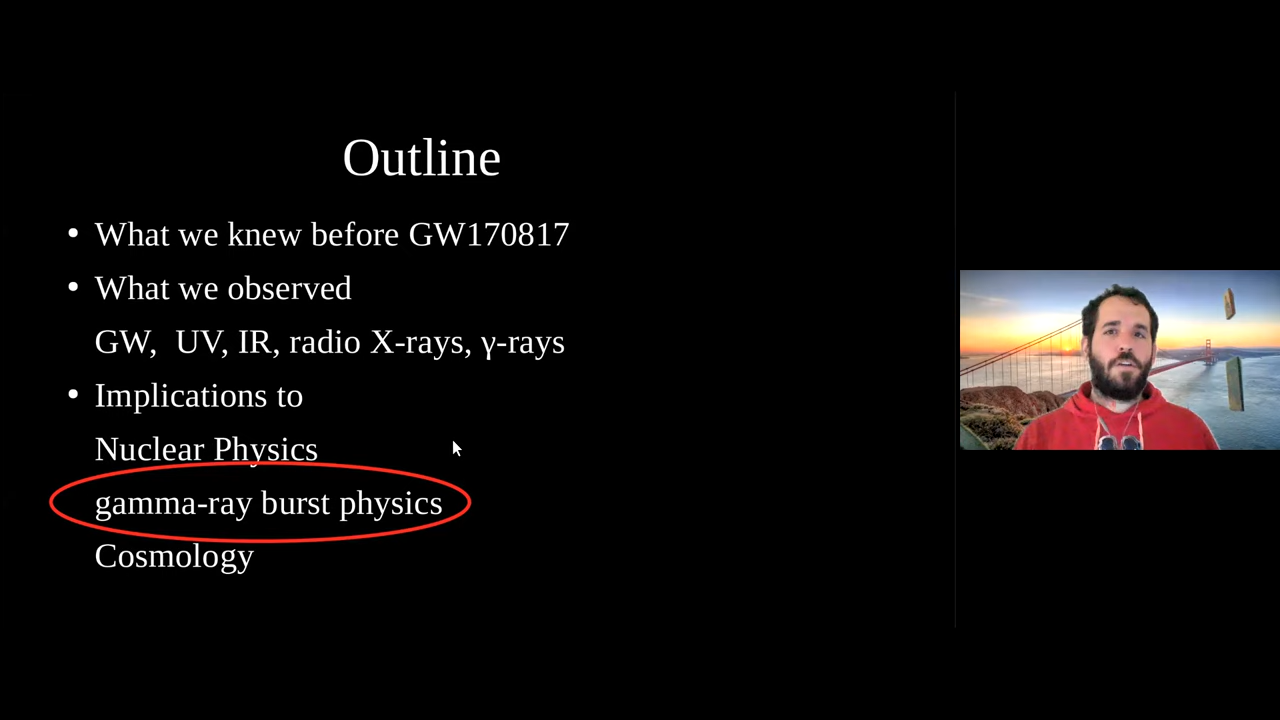 Outline
• What we knew before GW170817
• What we observed
GW, UV, IR, radio X-rays, γ-rays
• Implications to
Nuclear Physics
gamma-ray burst physics
Cosmology